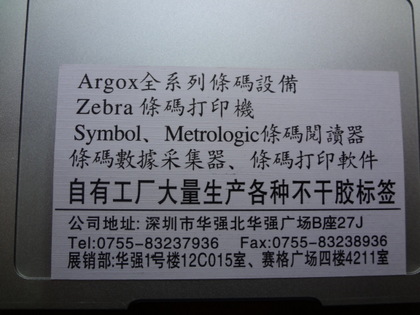 Argox全系列條碼設備
Zebra 條碼打印機
Symbol、Metrologic條碼閱讀器
條碼數據采集器、條碼打印軟件
自有工厂大量生产各种不干胶标签
公司地址: 深圳市华强北华强广场B座27J
Tel:0755-83237936 Fax:0755-83238936
展销部: 华强1号楼12C015室、赛格广场四楼4211室